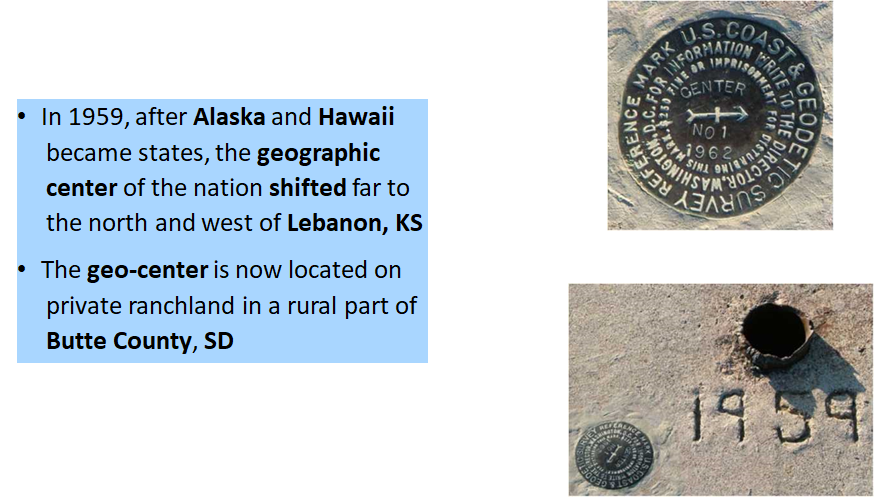 • In 1959, after Alaska and Hawaii
became states, the geographic
center of the nation shifted far to
the north and west of Lebanon, KS
• The geo-center is now located on
private ranchland in a rural part of
Butte County, SD
U.S. COAST & GEODETIC SURVEY REFERENCE MARK
FOR INFORMATION WRITE TO THE DIRECTOR, WASHINGTON, D.C.
$250 FINE OR IMPRISONMENT FOR DISTURBING THIS MARK.
CENTER
NO 1
1962
1959